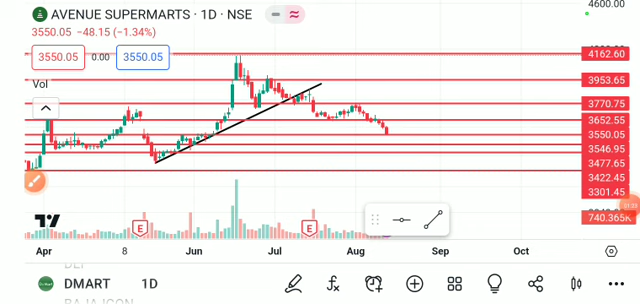 4600.00
AVENUE SUPERMARTS · 1D · NSE
3550.05 −48.15 (−1.34%)
3550.05 0.00 3550.05
Vol
4162.60
3953.65
3770.75
3652.55
3550.05
3546.95
3477.65
3422.45
3301.45
740.365K
01:53
E E
Apr 8 Jun Jul Aug Sep Oct
DMART 1D